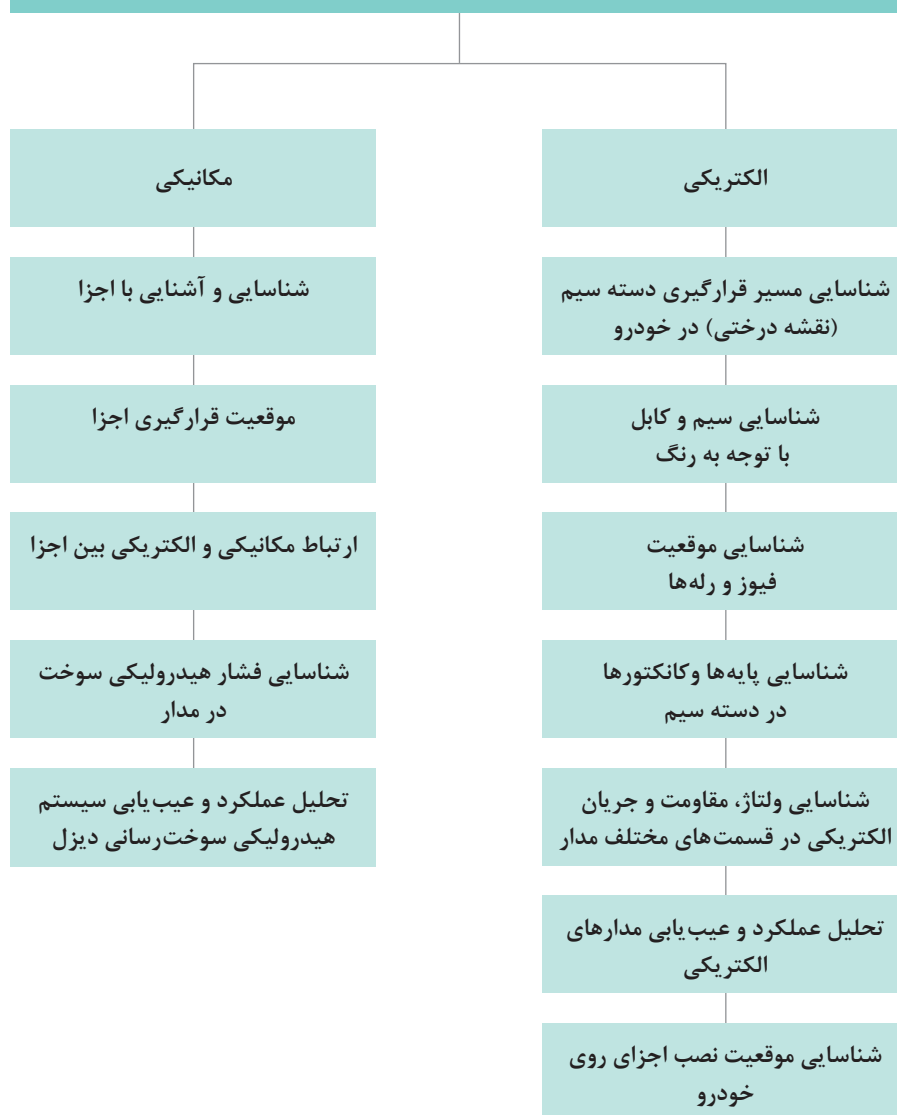 الکتریکی
شناسایی مسیر قرارگیری دسته سیم
(نقشه درختی) در خودرو
شناسایی سیم و کابل
با توجه به رنگ
شناسایی موقعیت
فیوز و رله‌ها
شناسایی پایه‌ها وکانکتورها
در دسته سیم
شناسایی ولتاژ، مقاومت و جریان
الکتریکی در قسمت‌های مختلف مدار
تحلیل عملکرد و عیب‌یابی مدارهای
الکتریکی
شناسایی موقعیت نصب اجزای روی
خودرو
مکانیکی
شناسایی و آشنایی با اجزا
موقعیت قرارگیری اجزا
ارتباط مکانیکی و الکتریکی بین اجزا
شناسایی فشار هیدرولیکی سوخت
در مدار
تحلیل عملکرد و عیب‌یابی سیستم
هیدرولیکی سوخت‌رسانی دیزل